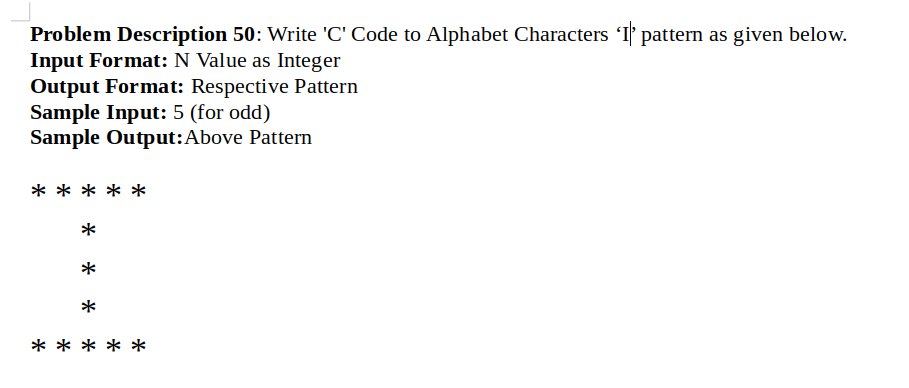 Problem Description 50: Write 'C' Code to Alphabet Characters ‘I’ pattern as given below.
Input Format: N Value as Integer
Output Format: Respective Pattern
Sample Input: 5 (for odd)
Sample Output:Above Pattern
* * * * *
*
*
*
* * * * *